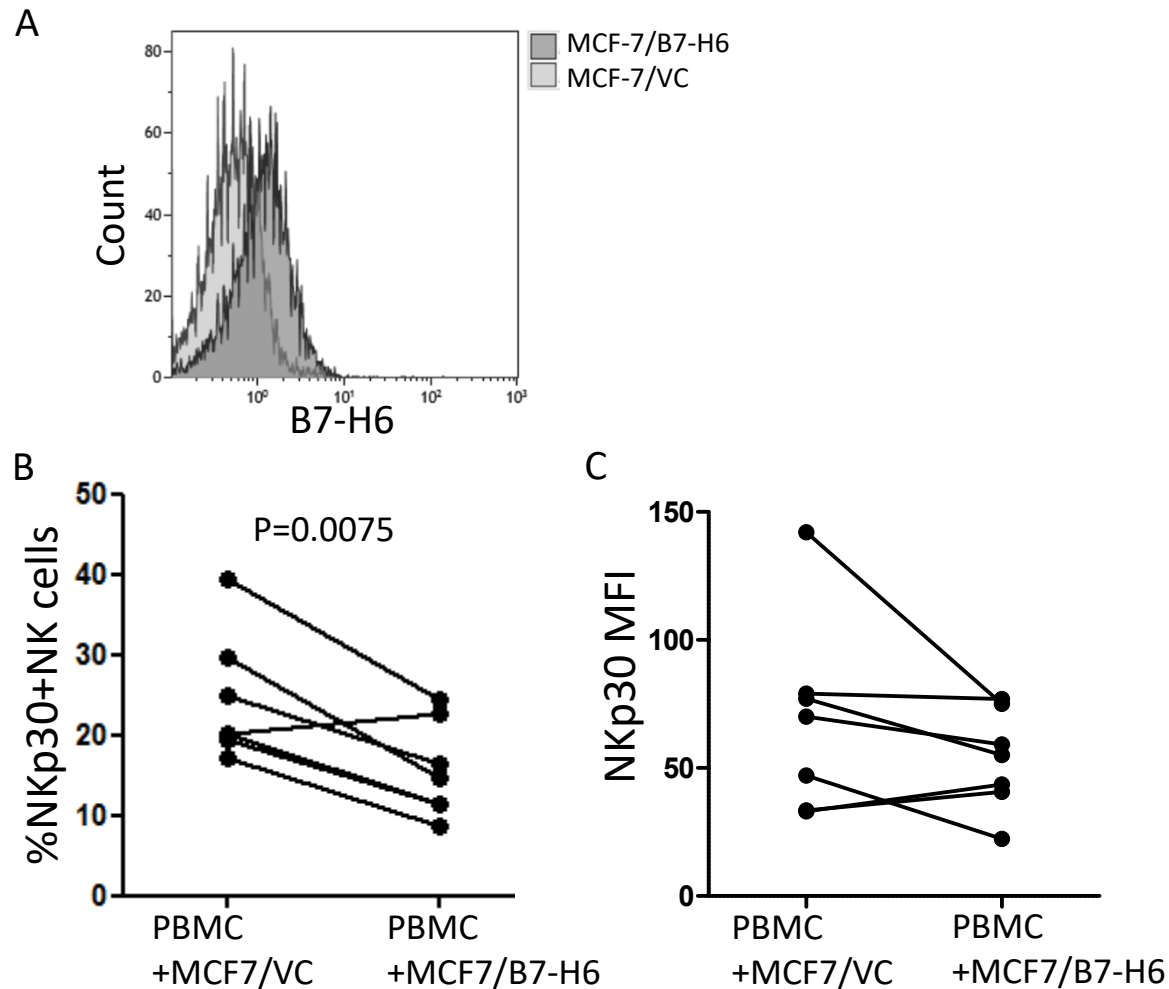 A
MCF-7/B7-H6
MCF-7/VC
80
60
40
20
0
Count
10⁰
10¹
10²
10³
B7-H6
B
50
40
30
20
10
0
%NKp30+NK cells
P=0.0075
PBMC
+MCF7/VC
PBMC
+MCF7/B7-H6
C
150
100
50
0
NKp30 MFI
PBMC
+MCF7/VC
PBMC
+MCF7/B7-H6